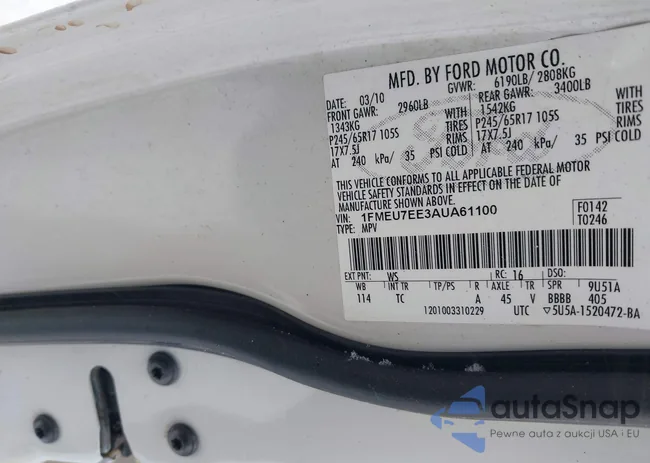 MFD. BY FORD MOTOR CO.
DATE: 03/10 GVWR: 6190LB/ 2808KG
FRONT GAWR: 2960LB REAR GAWR: 3400LB
1343KG WITH 1542KG WITH
P245/65R17 105S TIRES P245/65R17 105S TIRES
17X7.5J RIMS 17X7.5J RIMS
AT 240 kPa/ 35 PSI COLD AT 240 kPa/ 35 PSI COLD
Ford
THIS VEHICLE CONFORMS TO ALL APPLICABLE FEDERAL MOTOR
VEHICLE SAFETY STANDARDS IN EFFECT ON THE DATE OF
MANUFACTURE SHOWN ABOVE.
VIN: 1FMEU7EE3AUA61100 F0142
TYPE: MPV T0246
EXT PNT: WS RC: 16 DSO:
WB INT TR TP/PS R AXLE TR SPR 9U51A
114 TC A 45 V BBBB 405
1201003310229 UTC ▽5U5A-1520472-BA
autaSnap
Pewne auta z aukcji USA i EU